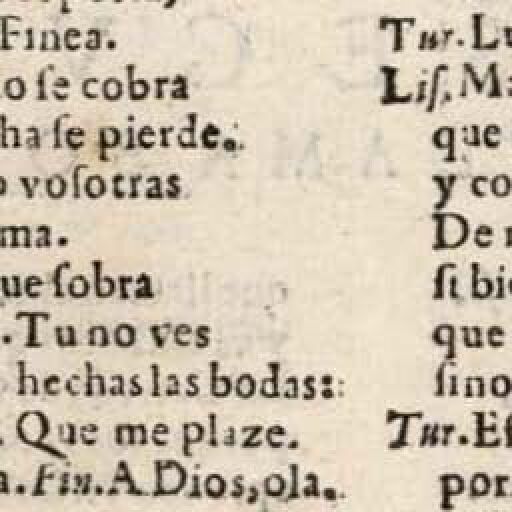 Finea.
o ſe cobra
ha ſe pierde.
o voſotras
ma.
ue ſobra
.Tu no ves
hechas las bodas:
. Que me plaze.
a. Fin. A Dios, ola.
Tur. Lu
Liſ. Ma
que
y co
De
ſi bi
que
ſino
Tur. Eſ
por